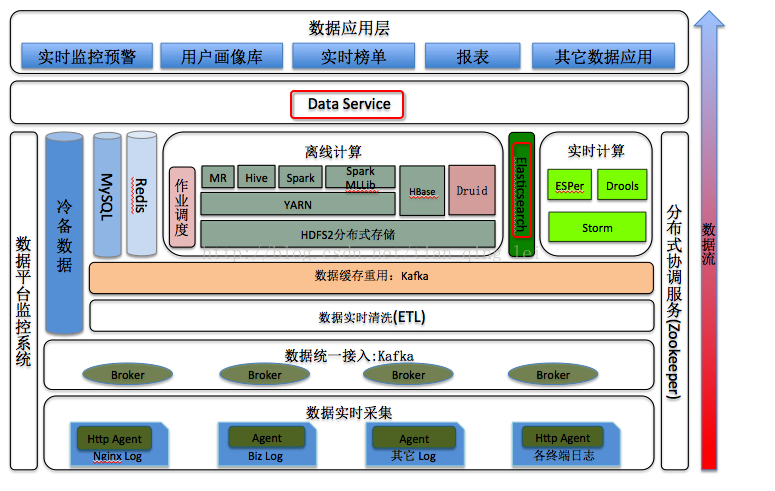 数据应用层
实时监控预警
用户画像库
实时榜单
报表
其它数据应用
Data Service
数据平台监控系统
冷备数据
MySQL
Redis
离线计算
作业调度
MR
Hive
Spark
Spark
MLLib
YARN
HBase
Druid
HDFS2分布式存储
Elasticsearch
实时计算
ESPer
Drools
Storm
分布式协调服务(Zookeeper)
数据流
数据缓存重用：Kafka
数据实时清洗(ETL)
数据统一接入:Kafka
Broker
Broker
Broker
Broker
数据实时采集
Http Agent
Nginx Log
Agent
Biz Log
Agent
其它 Log
Http Agent
各终端日志